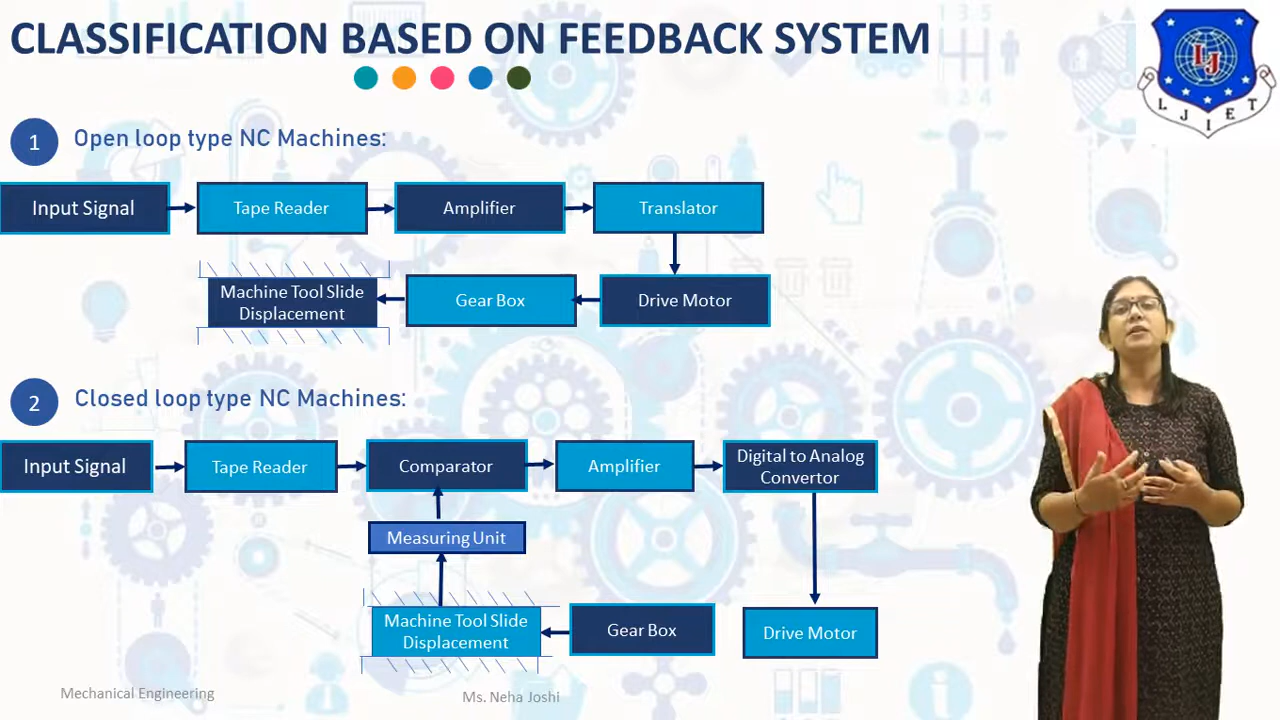 CLASSIFICATION BASED ON FEEDBACK SYSTEM
LJIET
1
Open loop type NC Machines:
Input Signal
Tape Reader
Amplifier
Translator
Machine Tool Slide
Displacement
Gear Box
Drive Motor
2
Closed loop type NC Machines:
Input Signal
Tape Reader
Comparator
Amplifier
Digital to Analog
Convertor
Measuring Unit
Machine Tool Slide
Displacement
Gear Box
Drive Motor
Mechanical Engineering
Ms. Neha Joshi